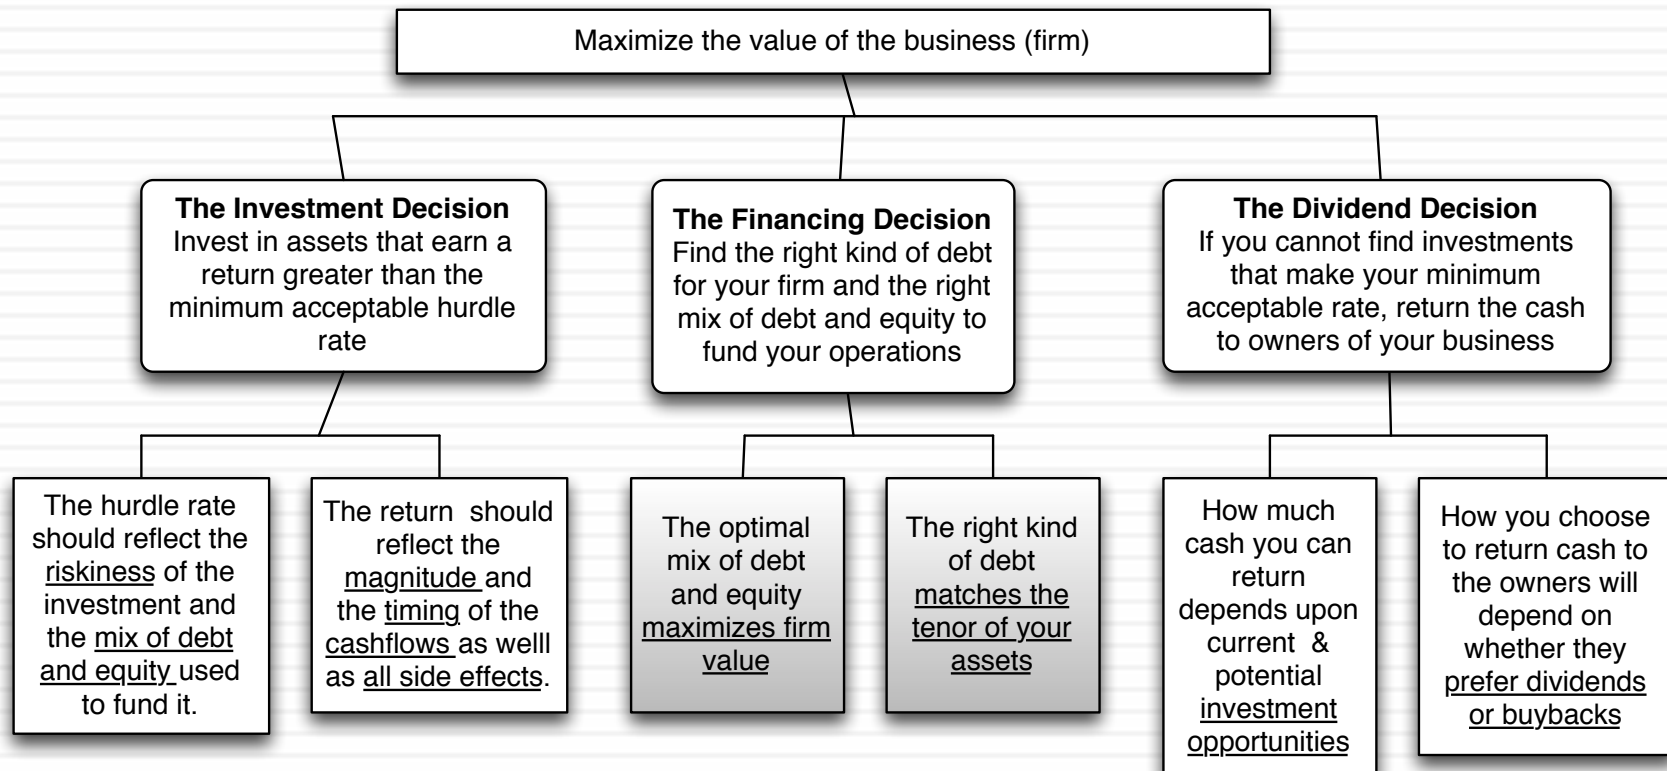 Maximize the value of the business (firm)
The Investment Decision
Invest in assets that earn a
return greater than the
minimum acceptable hurdle
rate
The Financing Decision
Find the right kind of debt
for your firm and the right
mix of debt and equity to
fund your operations
The Dividend Decision
If you cannot find investments
that make your minimum
acceptable rate, return the cash
to owners of your business
The hurdle rate
should reflect the
riskiness of the
investment and
the mix of debt
and equity used
to fund it.
The return  should
reflect the
magnitude and
the timing of the
cashflows as welll
as all side effects.
The optimal
mix of debt
and equity
maximizes firm
value
The right kind
of debt
matches the
tenor of your
assets
How much
cash you can
return
depends upon
current  &
potential
investment
opportunities
How you choose
to return cash to
the owners will
depend on
whether they
prefer dividends
or buybacks